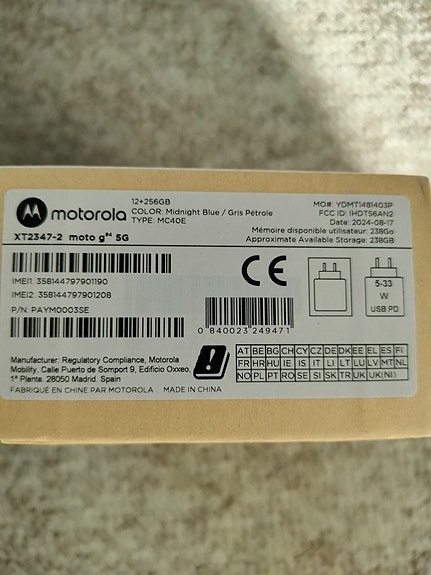 motorola
12+256GB
COLOR: Midnight Blue / Gris Pétrole
TYPE: MC40E
MO#: YDMT1481403P
FCC ID: IHDT56AN2
Date: 2024-08-17
Mémoire disponible utilisateur: 238Go
Approximate Available Storage: 238GB
XT2347-2 moto g⁸⁴ 5G
IMEI1: 358144797901190
IMEI2: 358144797901208
P/N: PAYM0003SE
CE
0 840023 249471
5-33
W
USB PD
Manufacturer: Regulatory Compliance, Motorola
Mobility, Calle Puerto de Somport 9, Edificio Oxxeo,
1ª Planta. 28050 Madrid. Spain
FABRIQUÉ EN CHINE PAR MOTOROLA MADE IN CHINA
AT BE BG CH CY CZ DE DK EE EL ES FI
FR HR HU IE IS IT LI LT LU LV MT NL
NO PL PT RO SE SI SK TR UK UK(NI)